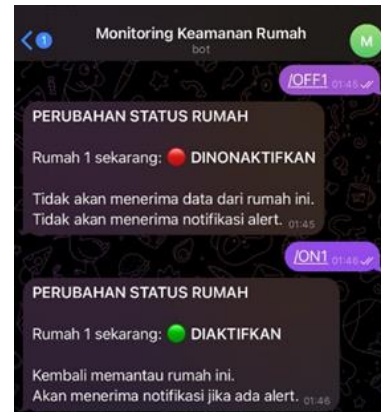 1
Monitoring Keamanan Rumah
bot
M
/OFF1 01:45
PERUBAHAN STATUS RUMAH
Rumah 1 sekarang: 🔴 DINONAKTIFKAN
Tidak akan menerima data dari rumah ini.
Tidak akan menerima notifikasi alert. 01:45
/ON1 01:46
PERUBAHAN STATUS RUMAH
Rumah 1 sekarang: 🟢 DIAKTIFKAN
Kembali memantau rumah ini.
Akan menerima notifikasi jika ada alert. 01:46